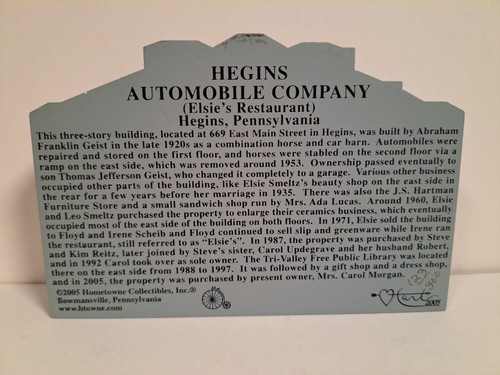 HEGINS
AUTOMOBILE COMPANY
(Elsie's Restaurant)
Hegins, Pennsylvania
This three-story building, located at 669 East Main Street in Hegins, was built by Abraham
Franklin Geist in the late 1920s as a combination horse and car barn. Automobiles were
repaired and stored on the first floor, and horses were stabled on the second floor via a
ramp on the east side, which was removed around 1953. Ownership passed eventually to
son Thomas Jefferson Geist, who changed it completely to a garage. Various other business
occupied other parts of the building, like Elsie Smeltz's beauty shop on the east side in
the rear for a few years before her marriage in 1935. There was also the J.S. Hartman
Furniture Store and a small sandwich shop run by Mrs. Ada Lucas. Around 1960, Elsie
and Leo Smeltz purchased the property to enlarge their ceramics business, which eventually
occupied most of the east side of the building on both floors. In 1971, Elsie sold the building
to Floyd and Irene Scheib and Floyd continued to sell slip and greenware while Irene ran
the restaurant, still referred to as "Elsie's". In 1987, the property was purchased by Steve
and Kim Reitz, later joined by Steve's sister, Carol Updegrave and her husband Robert,
and in 1992 Carol took over as sole owner. The Tri-Valley Free Public Library was located
there on the east side from 1988 to 1997. It was followed by a gift shop and a dress shop,
and in 2005, the property was purchased by present owner, Mrs. Carol Morgan.
©2005 Hometowne Collectibles, Inc.®
Bowmansville, Pennsylvania
www.htowne.com
123
300
Hart
2005